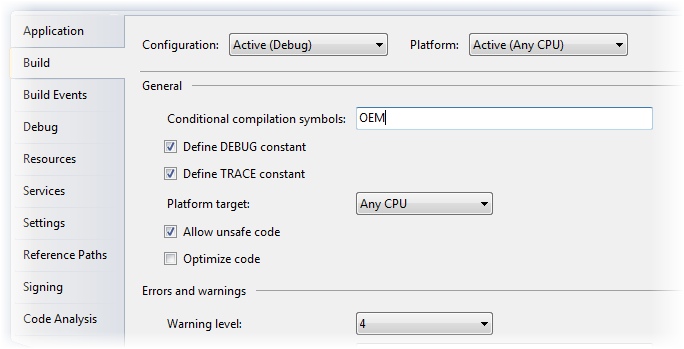 Application
Build
Build Events
Debug
Resources
Services
Settings
Reference Paths
Signing
Code Analysis
Configuration: Active (Debug) Platform: Active (Any CPU)
General
Conditional compilation symbols: OEM
Define DEBUG constant
Define TRACE constant
Platform target: Any CPU
Allow unsafe code
Optimize code
Errors and warnings
Warning level: 4